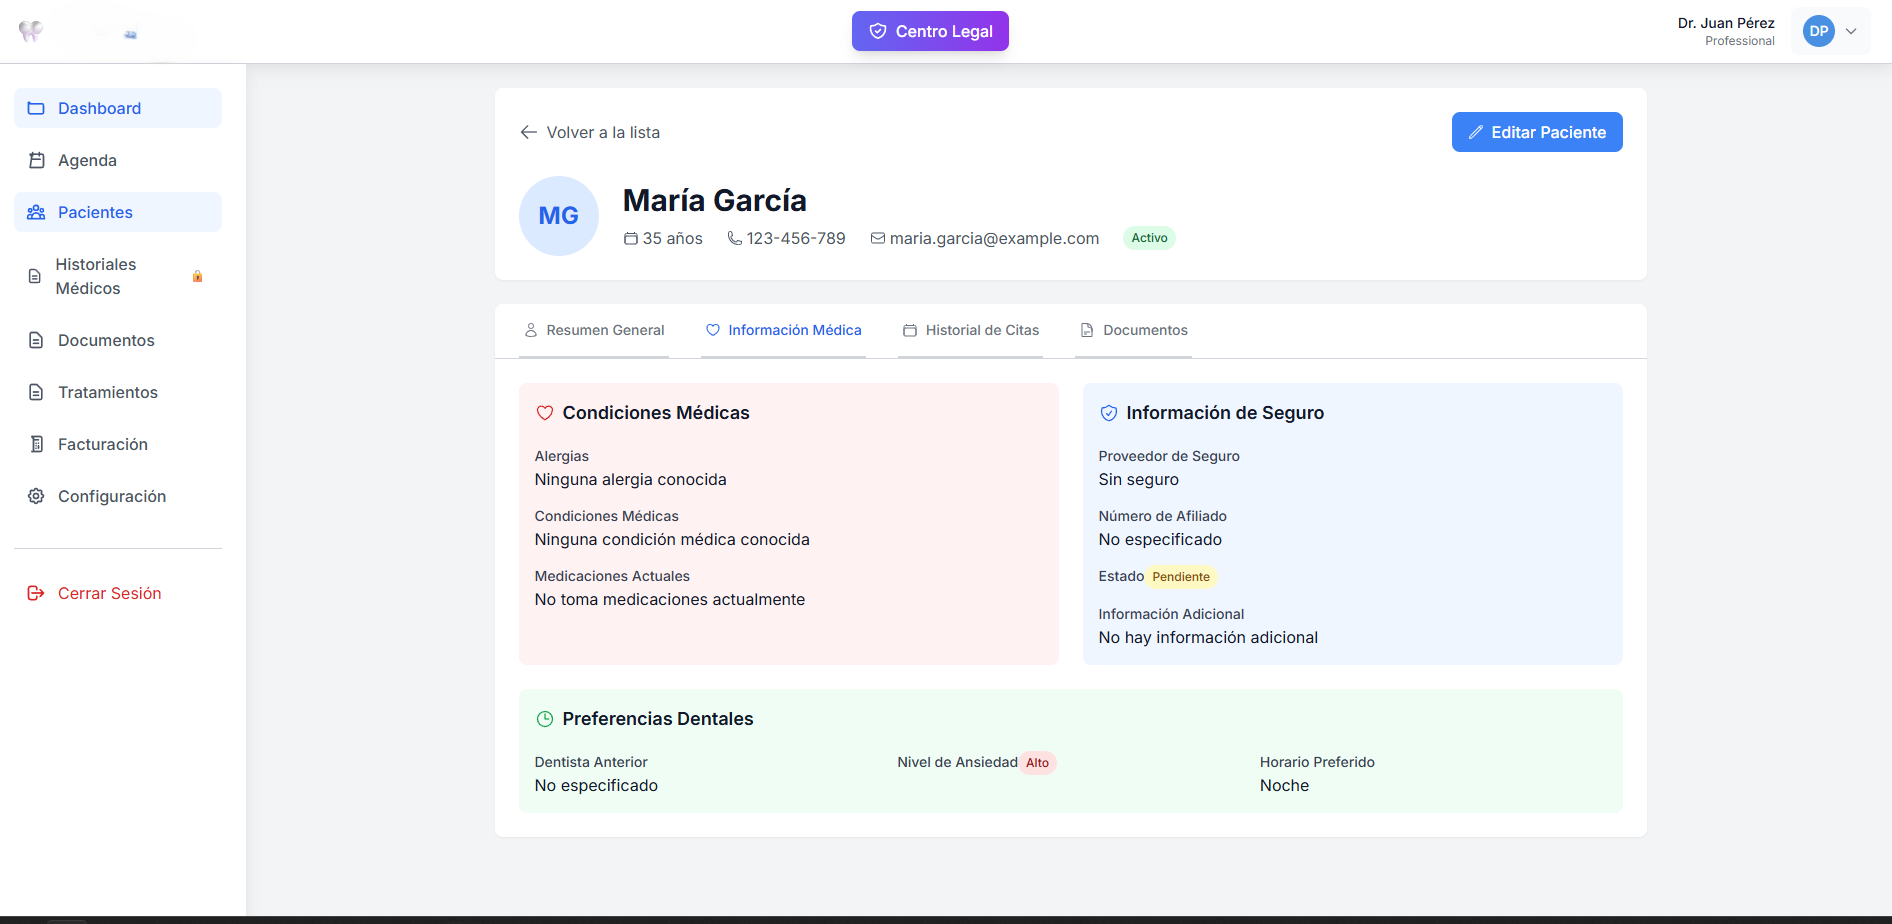 Centro Legal
Dr. Juan Pérez
Professional
DP
Dashboard
Agenda
Pacientes
Historiales
Médicos
Documentos
Tratamientos
Facturación
Configuración
Cerrar Sesión
Volver a la lista
Editar Paciente
MG
María García
35 años
123-456-789
maria.garcia@example.com
Activo
Resumen General
Información Médica
Historial de Citas
Documentos
Condiciones Médicas
Alergias
Ninguna alergia conocida
Condiciones Médicas
Ninguna condición médica conocida
Medicaciones Actuales
No toma medicaciones actualmente
Información de Seguro
Proveedor de Seguro
Sin seguro
Número de Afiliado
No especificado
Estado Pendiente
Información Adicional
No hay información adicional
Preferencias Dentales
Dentista Anterior
No especificado
Nivel de Ansiedad Alto
Horario Preferido
Noche